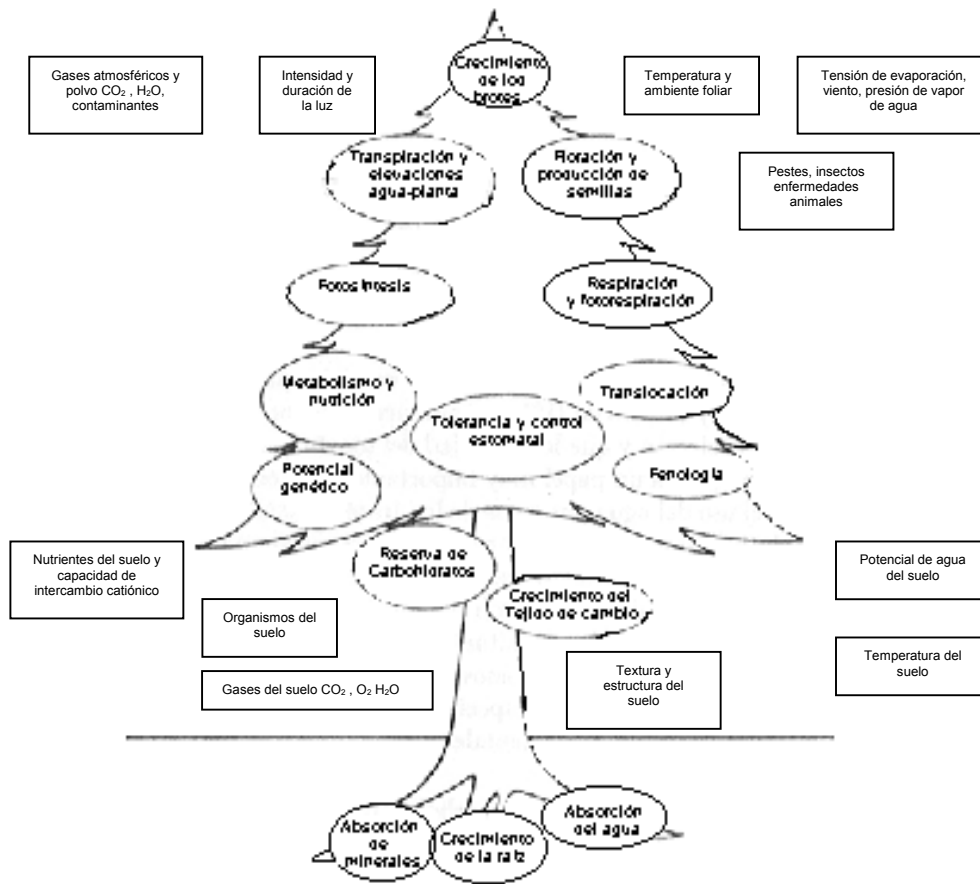 Crecimiento
de los
brotes
Gases atmosféricos y
polvo CO₂ , H₂O,
contaminantes
Intensidad y
duración de
la luz
Temperatura y
ambiente foliar
Tensión de evaporación,
viento, presión de vapor
de agua
Transpiración y
elevaciones
agua-planta
Floración y
producción de
semillas
Pestes, insectos
enfermedades
animales
Fotosíntesis
Respiración
y fotorespiración
Metabolismo y
nutrición
Translocación
Tolerancia y control
estomatal
Potencial
genético
Fenología
Nutrientes del suelo y
capacidad de
intercambio catiónico
Reserva de
Carbohidratos
Potencial de agua
del suelo
Crecimiento del
Tejido de cambio
Organismos del
suelo
Temperatura del
suelo
Textura y
estructura del
suelo
Gases del suelo CO₂ , O₂ H₂O
Absorción
de
minerales
Crecimiento
de la raíz
Absorción
del agua